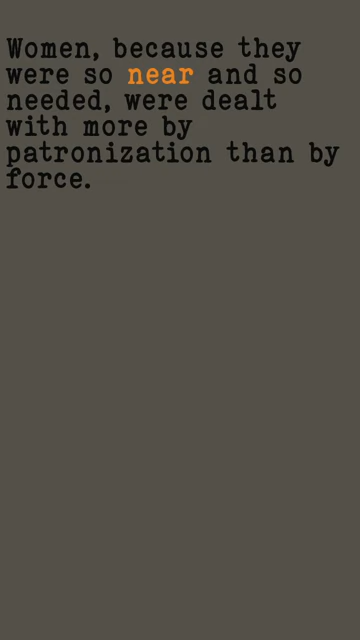 Women, because they
were so near and so
needed, were dealt
with more by
patronization than by
force.